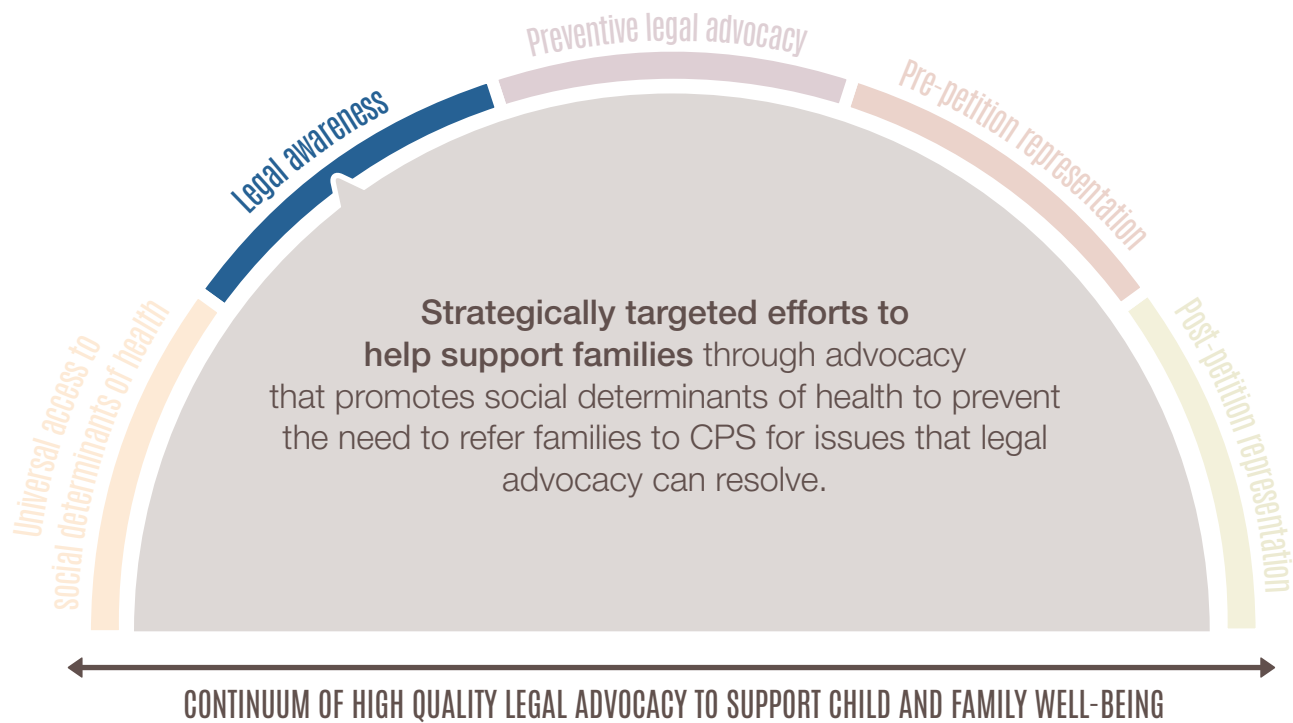 Universal access to
social determinants of health
Legal awareness
Preventive legal advocacy
Pre-petition representation
Post-petition representation
Strategically targeted efforts to
help support families through advocacy
that promotes social determinants of health to prevent
the need to refer families to CPS for issues that legal
advocacy can resolve.
CONTINUUM OF HIGH QUALITY LEGAL ADVOCACY TO SUPPORT CHILD AND FAMILY WELL-BEING